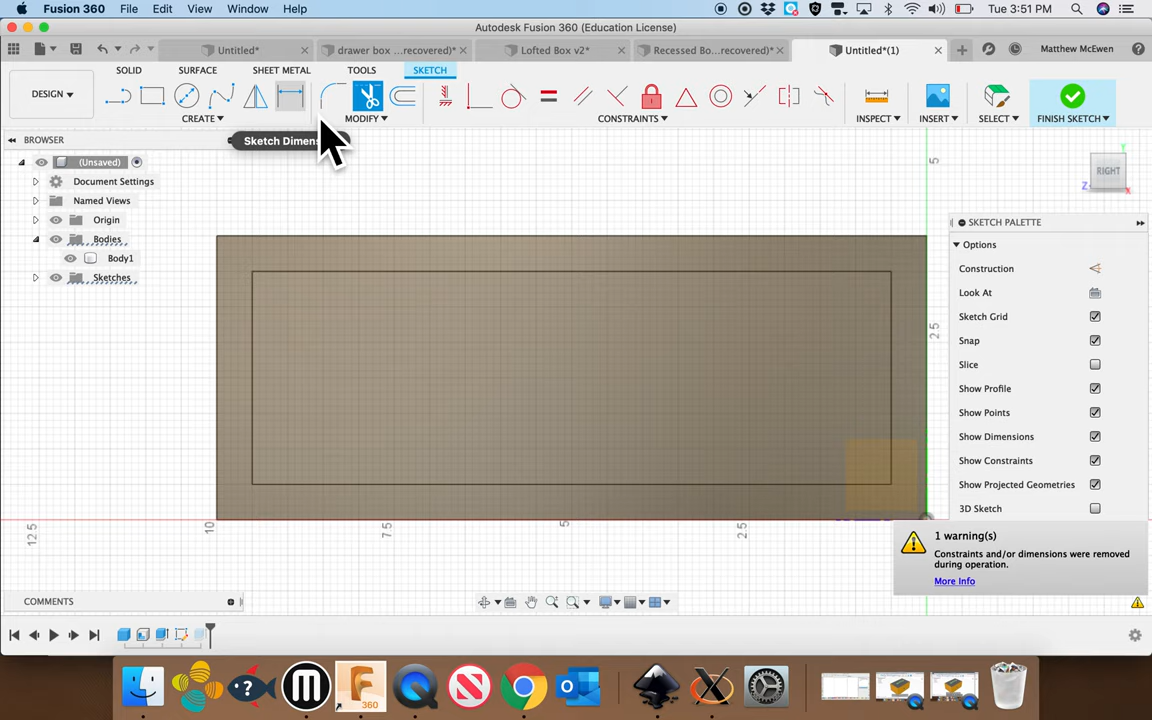 Fusion 360 File Edit View Window Help Tue 3:51 PM
Autodesk Fusion 360 (Education License)
Untitled* drawer box ...recovered)* Lofted Box v2* Recessed Bo...recovered)* Untitled*(1) Matthew McEwen
SOLID SURFACE SHEET METAL TOOLS SKETCH
DESIGN
CREATE MODIFY CONSTRAINTS INSPECT INSERT SELECT FINISH SKETCH
BROWSER
Sketch Dimens
(Unsaved)
Document Settings
Named Views
Origin
Bodies
Body1
Sketches
5
2.5
12.5
10
7.5
5
2.5
Y
RIGHT
Z
X
SKETCH PALETTE
Options
Construction
Look At
Sketch Grid
Snap
Slice
Show Profile
Show Points
Show Dimensions
Show Constraints
Show Projected Geometries
3D Sketch
1 warning(s)
Constraints and/or dimensions were removed
during operation.
More Info
COMMENTS
F
360